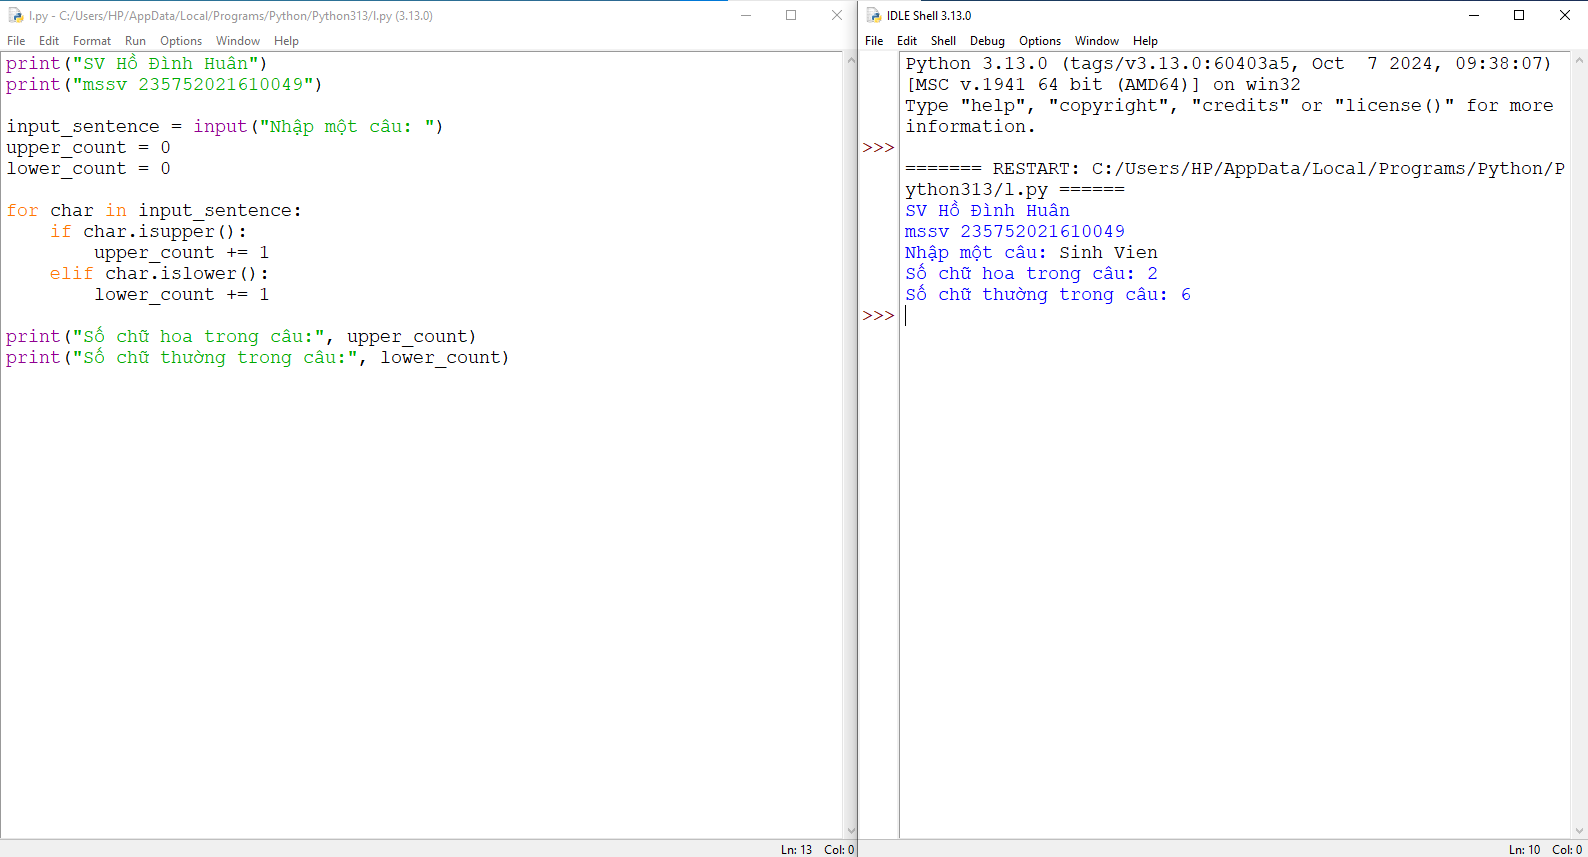 l.py - C:/Users/HP/AppData/Local/Programs/Python/Python313/l.py (3.13.0)
File Edit Format Run Options Window Help
print("SV Hồ Đình Huân")
print("mssv 235752021610049")
input_sentence = input("Nhập một câu: ")
upper_count = 0
lower_count = 0
for char in input_sentence:
    if char.isupper():
        upper_count += 1
    elif char.islower():
        lower_count += 1
print("Số chữ hoa trong câu:", upper_count)
print("Số chữ thường trong câu:", lower_count)
Ln: 13 Col: 0
IDLE Shell 3.13.0
File Edit Shell Debug Options Window Help
Python 3.13.0 (tags/v3.13.0:60403a5, Oct  7 2024, 09:38:07)
[MSC v.1941 64 bit (AMD64)] on win32
Type "help", "copyright", "credits" or "license()" for more
information.
>>>
======= RESTART: C:/Users/HP/AppData/Local/Programs/Python/P
ython313/l.py ======
SV Hồ Đình Huân
mssv 235752021610049
Nhập một câu: Sinh Vien
Số chữ hoa trong câu: 2
Số chữ thường trong câu: 6
>>>
Ln: 10 Col: 0